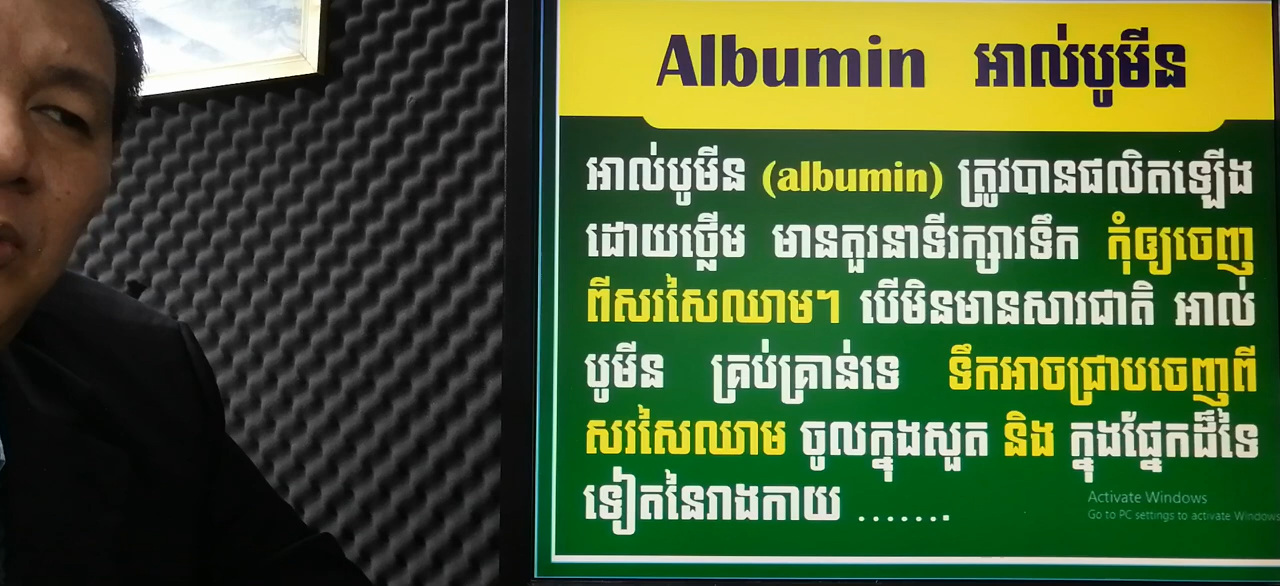 Albumin អាល់បូមីន
អាល់បូមីន (albumin) ត្រូវបានផលិតឡើង
ដោយថ្លើម មានតួរនាទីរក្សារទឹក កុំឲ្យចេញ
ពីសរសៃឈាម។ បើមិនមានសារជាតិ អាល់
បូមីន គ្រប់គ្រាន់ទេ ទឹកអាចជ្រាបចេញពី
សរសៃឈាម ចូលក្នុងសួត និង ក្នុងផ្នែកដ៏ទៃ
ទៀតនៃរាងកាយ .......
Activate Windows
Go to PC settings to activate Windows